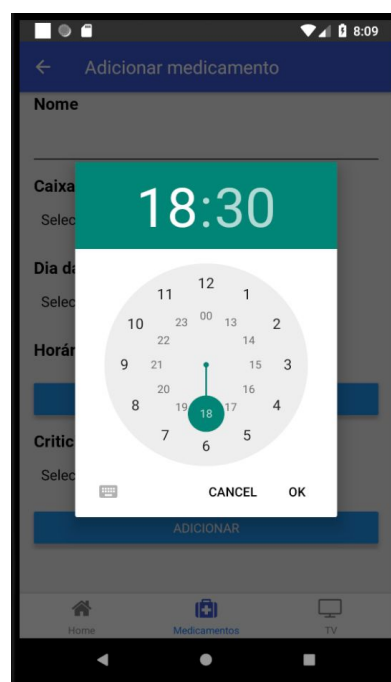 8:09
Adicionar medicamento
Nome
Caixa
Selec
18:30
Dia da
Selec
Horár
Critic
Selec
12
11 1
00
23 13
10 2
22 14
9 21 15 3
20 16
8 4
19 18 17
7 5
6
CANCEL OK
ADICIONAR
Home Medicamentos TV